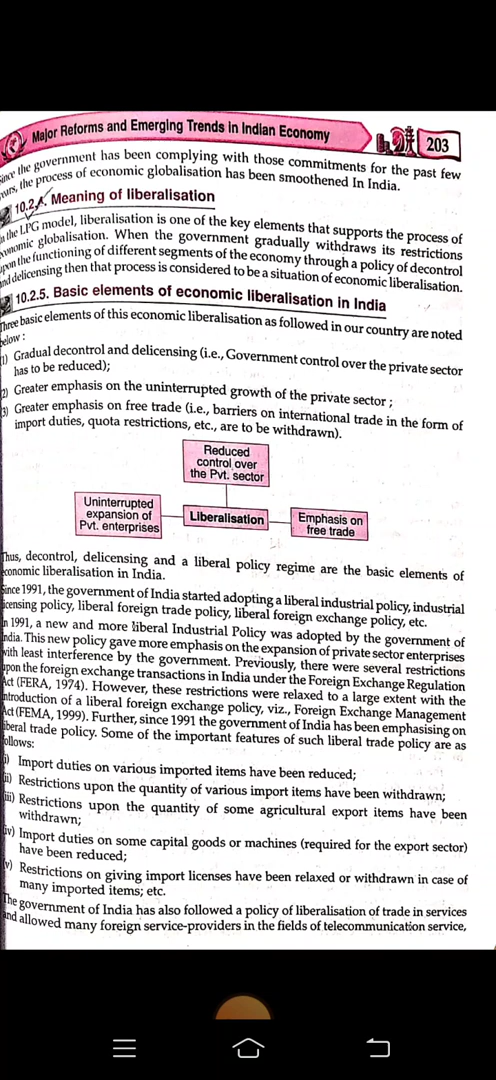 Major Reforms and Emerging Trends in Indian Economy
203
Since the government has been complying with those commitments for the past few
years, the process of economic globalisation has been smoothened In India.
10.2.4. Meaning of liberalisation
In the LPG model, liberalisation is one of the key elements that supports the process of
economic globalisation. When the government gradually withdraws its restrictions
upon the functioning of different segments of the economy through a policy of decontrol
and delicensing then that process is considered to be a situation of economic liberalisation.
10.2.5. Basic elements of economic liberalisation in India
Three basic elements of this economic liberalisation as followed in our country are noted
below :
1) Gradual decontrol and delicensing (i.e., Government control over the private sector
has to be reduced);
2) Greater emphasis on the uninterrupted growth of the private sector ;
3) Greater emphasis on free trade (i.e., barriers on international trade in the form of
import duties, quota restrictions, etc., are to be withdrawn).
Reduced
control over
the Pvt. sector
Uninterrupted
expansion of
Pvt. enterprises
Liberalisation
Emphasis on
free trade
Thus, decontrol, delicensing and a liberal policy regime are the basic elements of
economic liberalisation in India.
Since 1991, the government of India started adopting a liberal industrial policy, industrial
licensing policy, liberal foreign trade policy, liberal foreign exchange policy, etc.
In 1991, a new and more liberal Industrial Policy was adopted by the government of
India. This new policy gave more emphasis on the expansion of private sector enterprises
with least interference by the government. Previously, there were several restrictions
upon the foreign exchange transactions in India under the Foreign Exchange Regulation
Act (FERA, 1974). However, these restrictions were relaxed to a large extent with the
introduction of a liberal foreign exchange policy, viz., Foreign Exchange Management
Act (FEMA, 1999). Further, since 1991 the government of India has been emphasising on
liberal trade policy. Some of the important features of such liberal trade policy are as
follows:
i) Import duties on various imported items have been reduced;
ii) Restrictions upon the quantity of various import items have been withdrawn;
iii) Restrictions upon the quantity of some agricultural export items have been
withdrawn;
iv) Import duties on some capital goods or machines (required for the export sector)
have been reduced;
v) Restrictions on giving import licenses have been relaxed or withdrawn in case of
many imported items; etc.
The government of India has also followed a policy of liberalisation of trade in services
and allowed many foreign service-providers in the fields of telecommunication service,